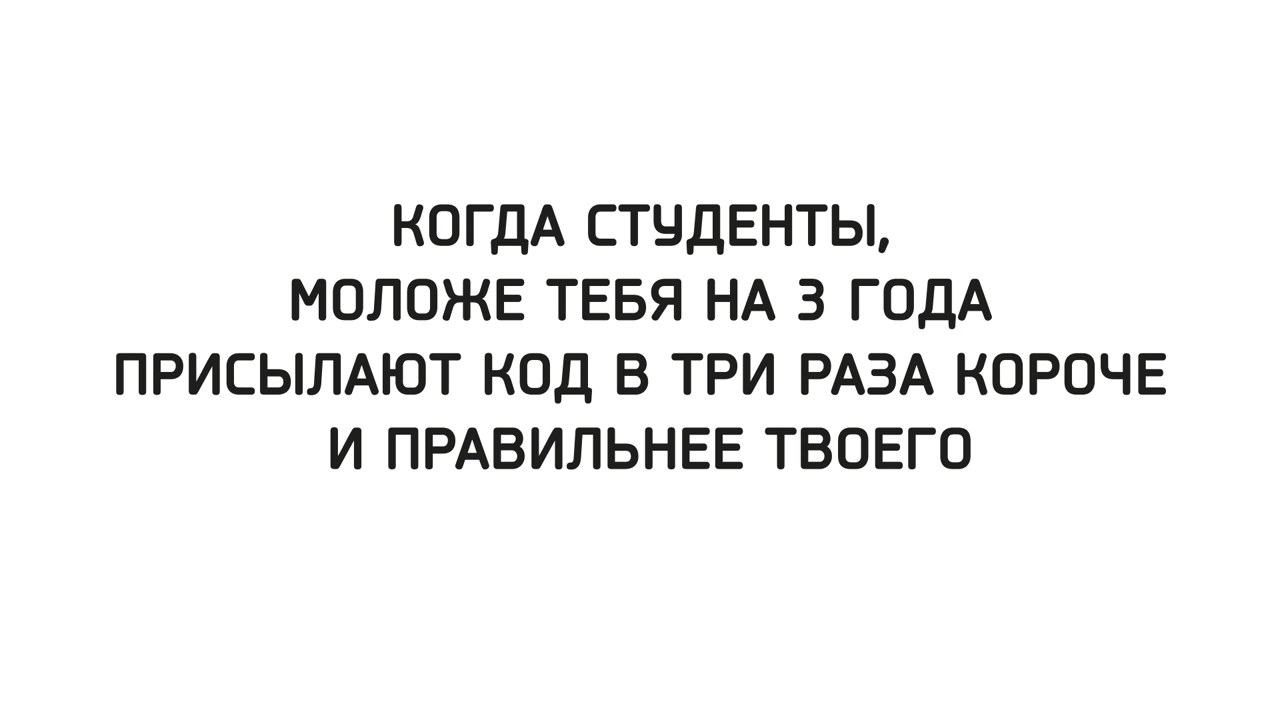 КОГДА СТУДЕНТЫ,
МОЛОЖЕ ТЕБЯ НА 3 ГОДА
ПРИСЫЛАЮТ КОД В ТРИ РАЗА КОРОЧЕ
И ПРАВИЛЬНЕЕ ТВОЕГО